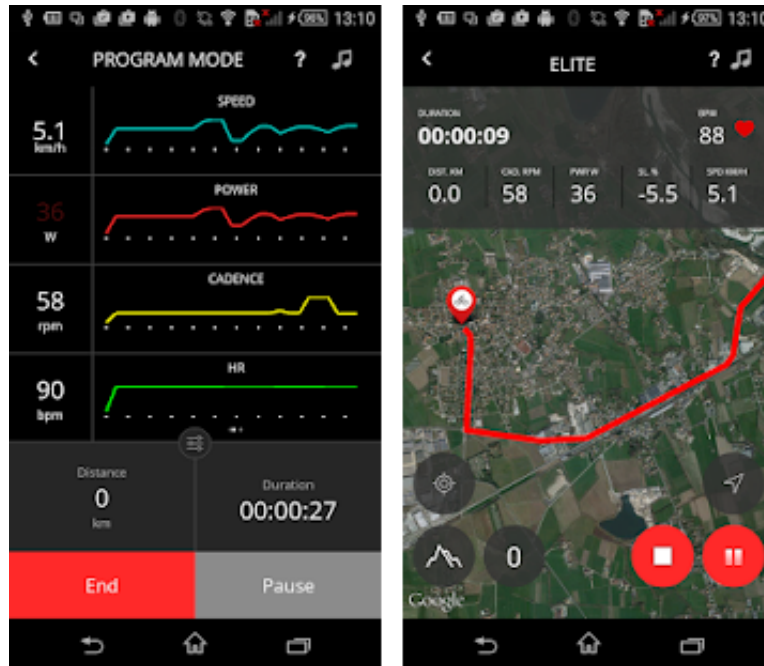 96% 13:10
PROGRAM MODE ?
SPEED
5.1
km/h
POWER
36
W
CADENCE
58
rpm
HR
90
bpm
Distance
0
km
Duration
00:00:27
End Pause
97% 13:10
ELITE ?
DURATION BPM
00:00:09 88
DIST. KM CAD. RPM PWR W SL. % SPD KM/H
0.0 58 36 -5.5 5.1
0
Google